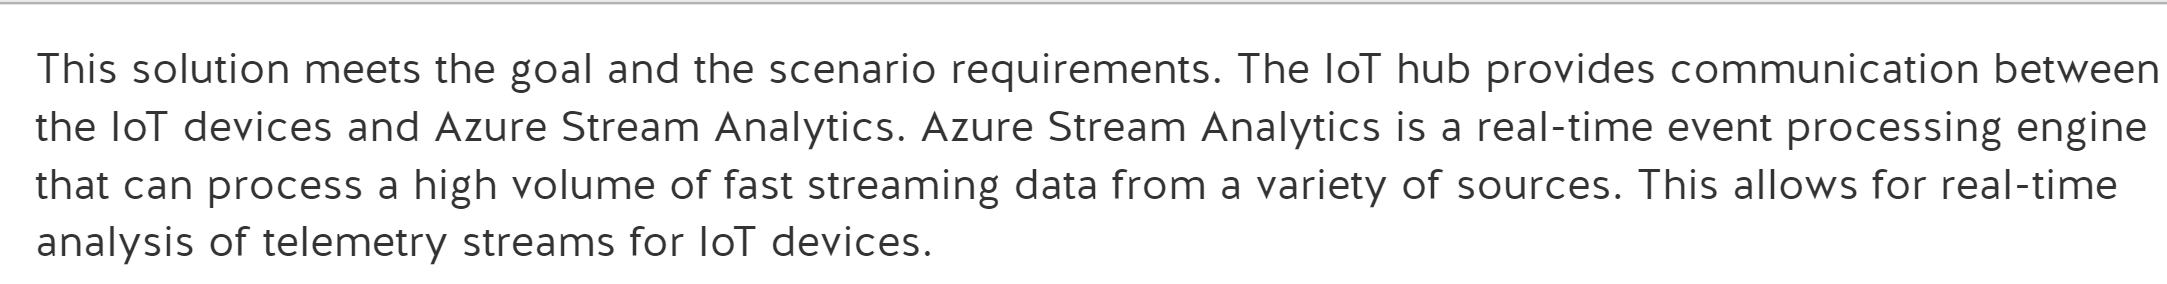 This solution meets the goal and the scenario requirements. The IoT hub provides communication between
the IoT devices and Azure Stream Analytics. Azure Stream Analytics is a real-time event processing engine
that can process a high volume of fast streaming data from a variety of sources. This allows for real-time
analysis of telemetry streams for IoT devices.